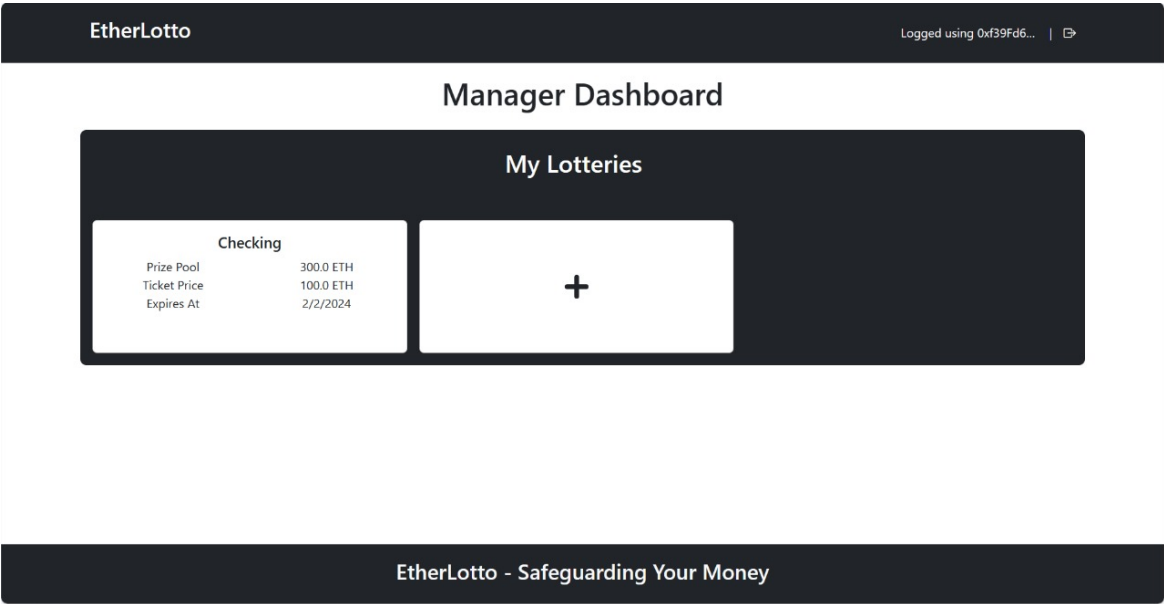 EtherLotto
Logged using 0xf39Fd6... |
Manager Dashboard
My Lotteries
Checking
Prize Pool 300.0 ETH
Ticket Price 100.0 ETH
Expires At 2/2/2024
+
EtherLotto - Safeguarding Your Money